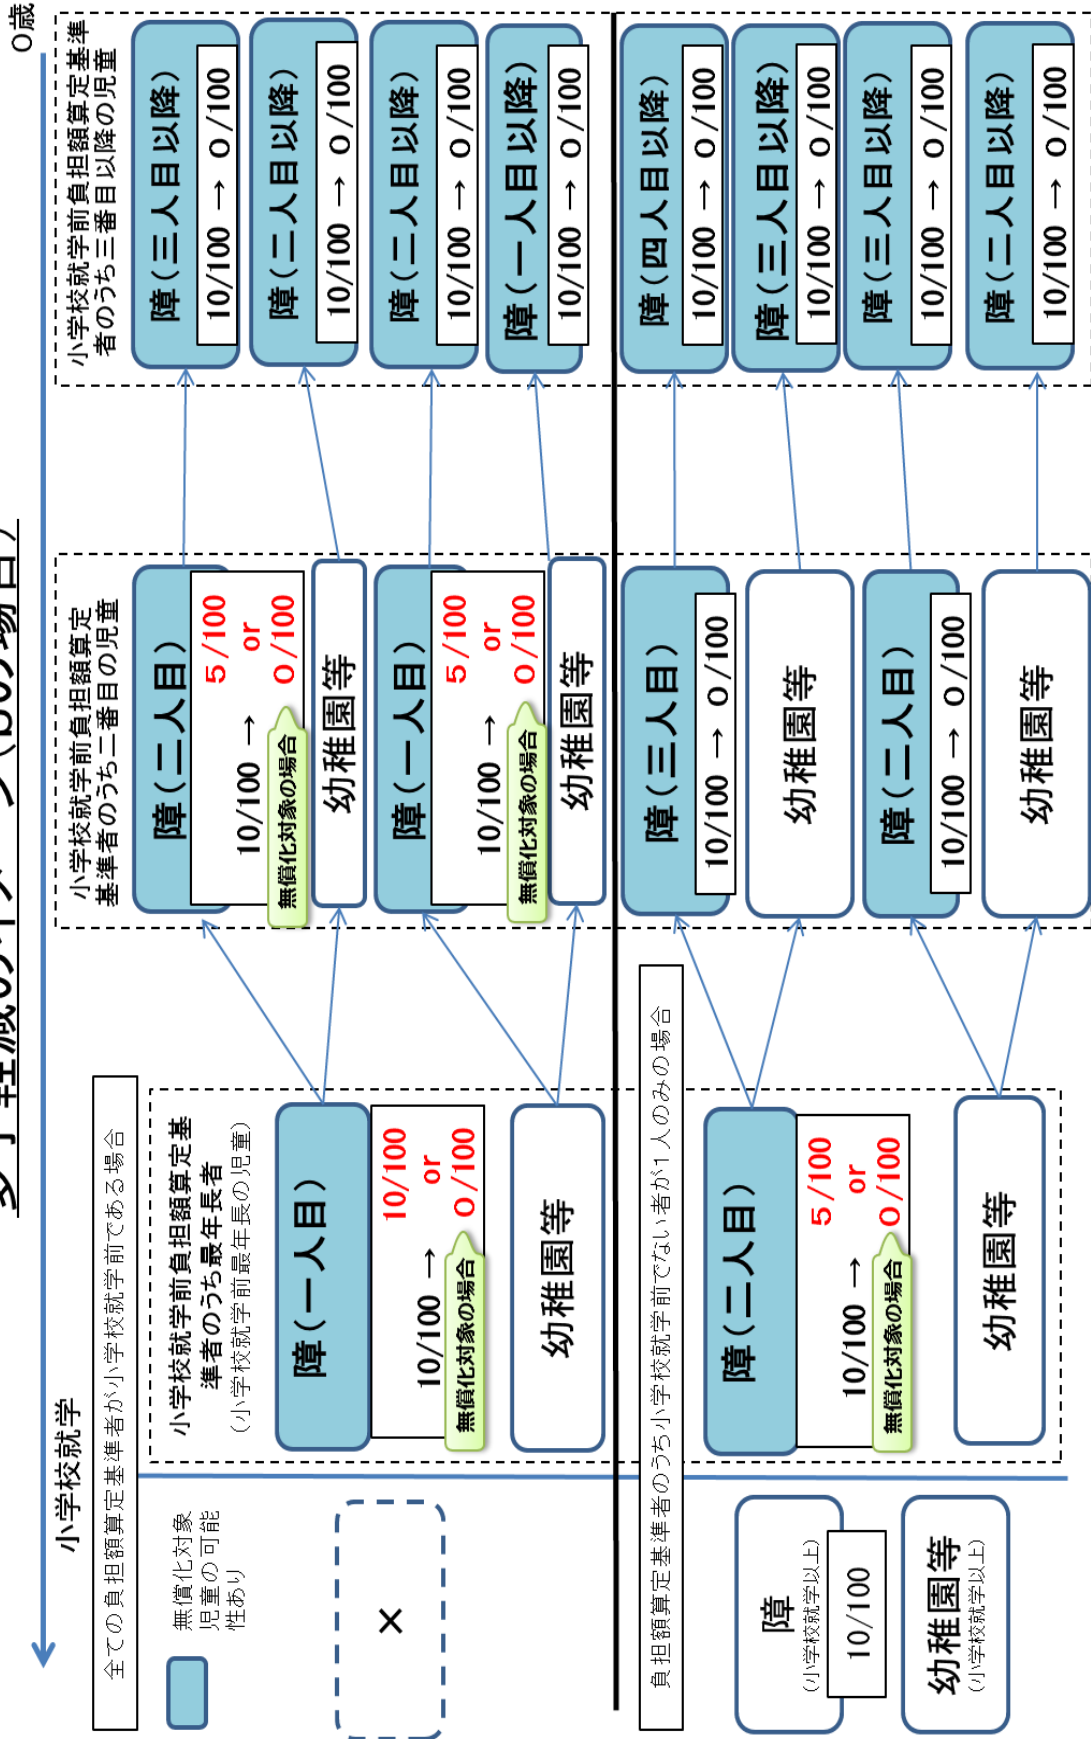 小学校就学
0歳
全ての負担額算定基準者が小学校就学前である場合
無償化対象
児童の可能
性あり
×
小学校就学前負担額算定基
準者のうち最年長者
（小学校就学前最年長の児童）
障（一人目）
10/100 →
10/100
or
0/100
無償化対象の場合
幼稚園等
小学校就学前負担額算定
基準者のうち二番目の児童
障（二人目）
10/100 →
5/100
or
0/100
無償化対象の場合
幼稚園等
障（一人目）
10/100 →
5/100
or
0/100
無償化対象の場合
幼稚園等
小学校就学前負担額算定基準
者のうち三番目以降の児童
障（三人目以降）
10/100 → 0/100
障（二人目以降）
10/100 → 0/100
障（二人目以降）
10/100 → 0/100
障（一人目以降）
10/100 → 0/100
負担額算定基準者のうち小学校就学前でない者が1人のみの場合
障
（小学校就学以上）
10/100
幼稚園等
（小学校就学以上）
障（二人目）
10/100 →
5/100
or
0/100
無償化対象の場合
幼稚園等
障（三人目）
10/100 → 0/100
幼稚園等
障（二人目）
10/100 → 0/100
幼稚園等
障（四人目以降）
10/100 → 0/100
障（三人目以降）
10/100 → 0/100
障（三人目以降）
10/100 → 0/100
障（二人目以降）
10/100 → 0/100